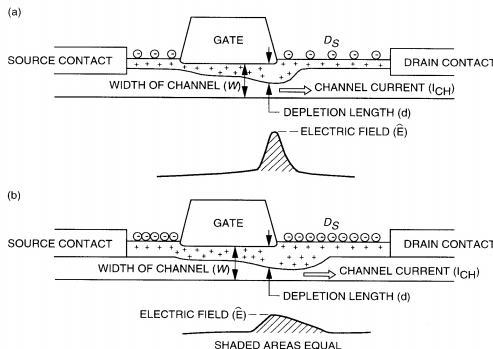 (a)
GATE
D_S
SOURCE CONTACT
DRAIN CONTACT
WIDTH OF CHANNEL (W)
CHANNEL CURRENT (I_CH)
DEPLETION LENGTH (d)
ELECTRIC FIELD (Ê)
(b)
GATE
D_S
SOURCE CONTACT
DRAIN CONTACT
WIDTH OF CHANNEL (W)
CHANNEL CURRENT (I_CH)
DEPLETION LENGTH (d)
ELECTRIC FIELD (Ê)
SHADED AREAS EQUAL